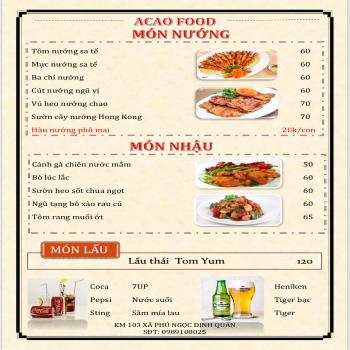 ACAO FOOD
MÓN NƯỚNG
Tôm nướng sa tế 60
Mực nướng sa tế 60
Ba chỉ nướng 60
Cút nướng ngũ vị 60
Vú heo nướng chao 70
Sườn cây nướng Hong Kong 70
Hàu nướng phô mai 20k/con
MÓN NHẬU
Cánh gà chiên nước mắm 50
Bò lúc lắc 60
Sườn heo sốt chua ngọt 60
Ngũ tạng bò xào rau củ 60
Tôm rang muối ớt 65
MÓN LẨU
Lẩu thái Tom Yum 120
Coca 7UP Heniken
Pepsi Nước suối Tiger bạc
Sting Sâm mía lau Tiger
KM 103 XÃ PHÚ NGỌC ĐỊNH QUÁN
SĐT: 0989108025